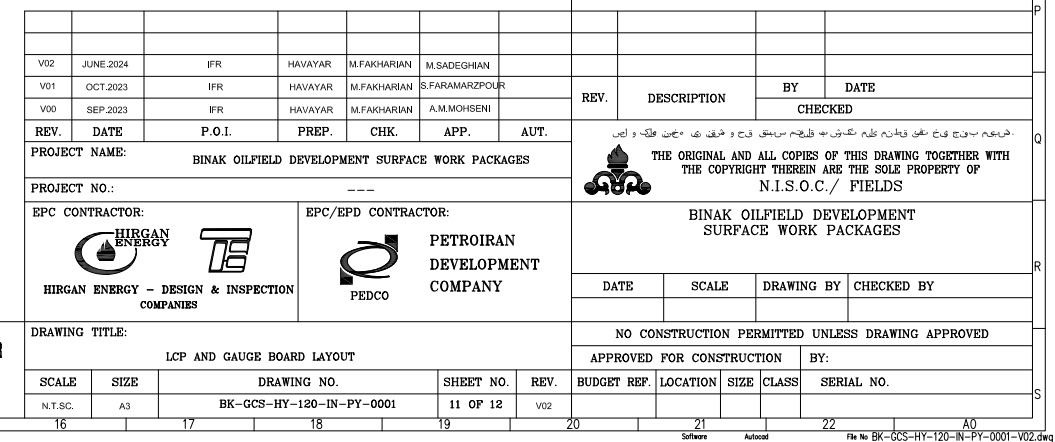 P
V02 JUNE.2024 IFR HAVAYAR M.FAKHARIAN M.SADEGHIAN
V01 OCT.2023 IFR HAVAYAR M.FAKHARIAN S.FARAMARZPOUR
V00 SEP.2023 IFR HAVAYAR M.FAKHARIAN A.M.MOHSENI
REV. DATE P.O.I. PREP. CHK. APP. AUT.
REV. DESCRIPTION BY DATE
CHECKED
Q
PROJECT NAME:
BINAK OILFIELD DEVELOPMENT SURFACE WORK PACKAGES
THE ORIGINAL AND ALL COPIES OF THIS DRAWING TOGETHER WITH
THE COPYRIGHT THEREIN ARE THE SOLE PROPERTY OF
N.I.S.O.C./ FIELDS
PROJECT NO.: ---
EPC CONTRACTOR:
HIRGAN
ENERGY
HIRGAN ENERGY - DESIGN & INSPECTION
COMPANIES
EPC/EPD CONTRACTOR:
PEDCO
PETROIRAN
DEVELOPMENT
COMPANY
BINAK OILFIELD DEVELOPMENT
SURFACE WORK PACKAGES
R
DATE SCALE DRAWING BY CHECKED BY
NO CONSTRUCTION PERMITTED UNLESS DRAWING APPROVED
DRAWING TITLE:
LCP AND GAUGE BOARD LAYOUT
APPROVED FOR CONSTRUCTION BY:
SCALE SIZE DRAWING NO. SHEET NO. REV.
N.T.SC. A3 BK-GCS-HY-120-IN-PY-0001 11 OF 12 V02
BUDGET REF. LOCATION SIZE CLASS SERIAL NO.
S
16 17 18 19 20 21 22 A0
Software Autocad File No BK-GCS-HY-120-IN-PY-0001-V02.dwg